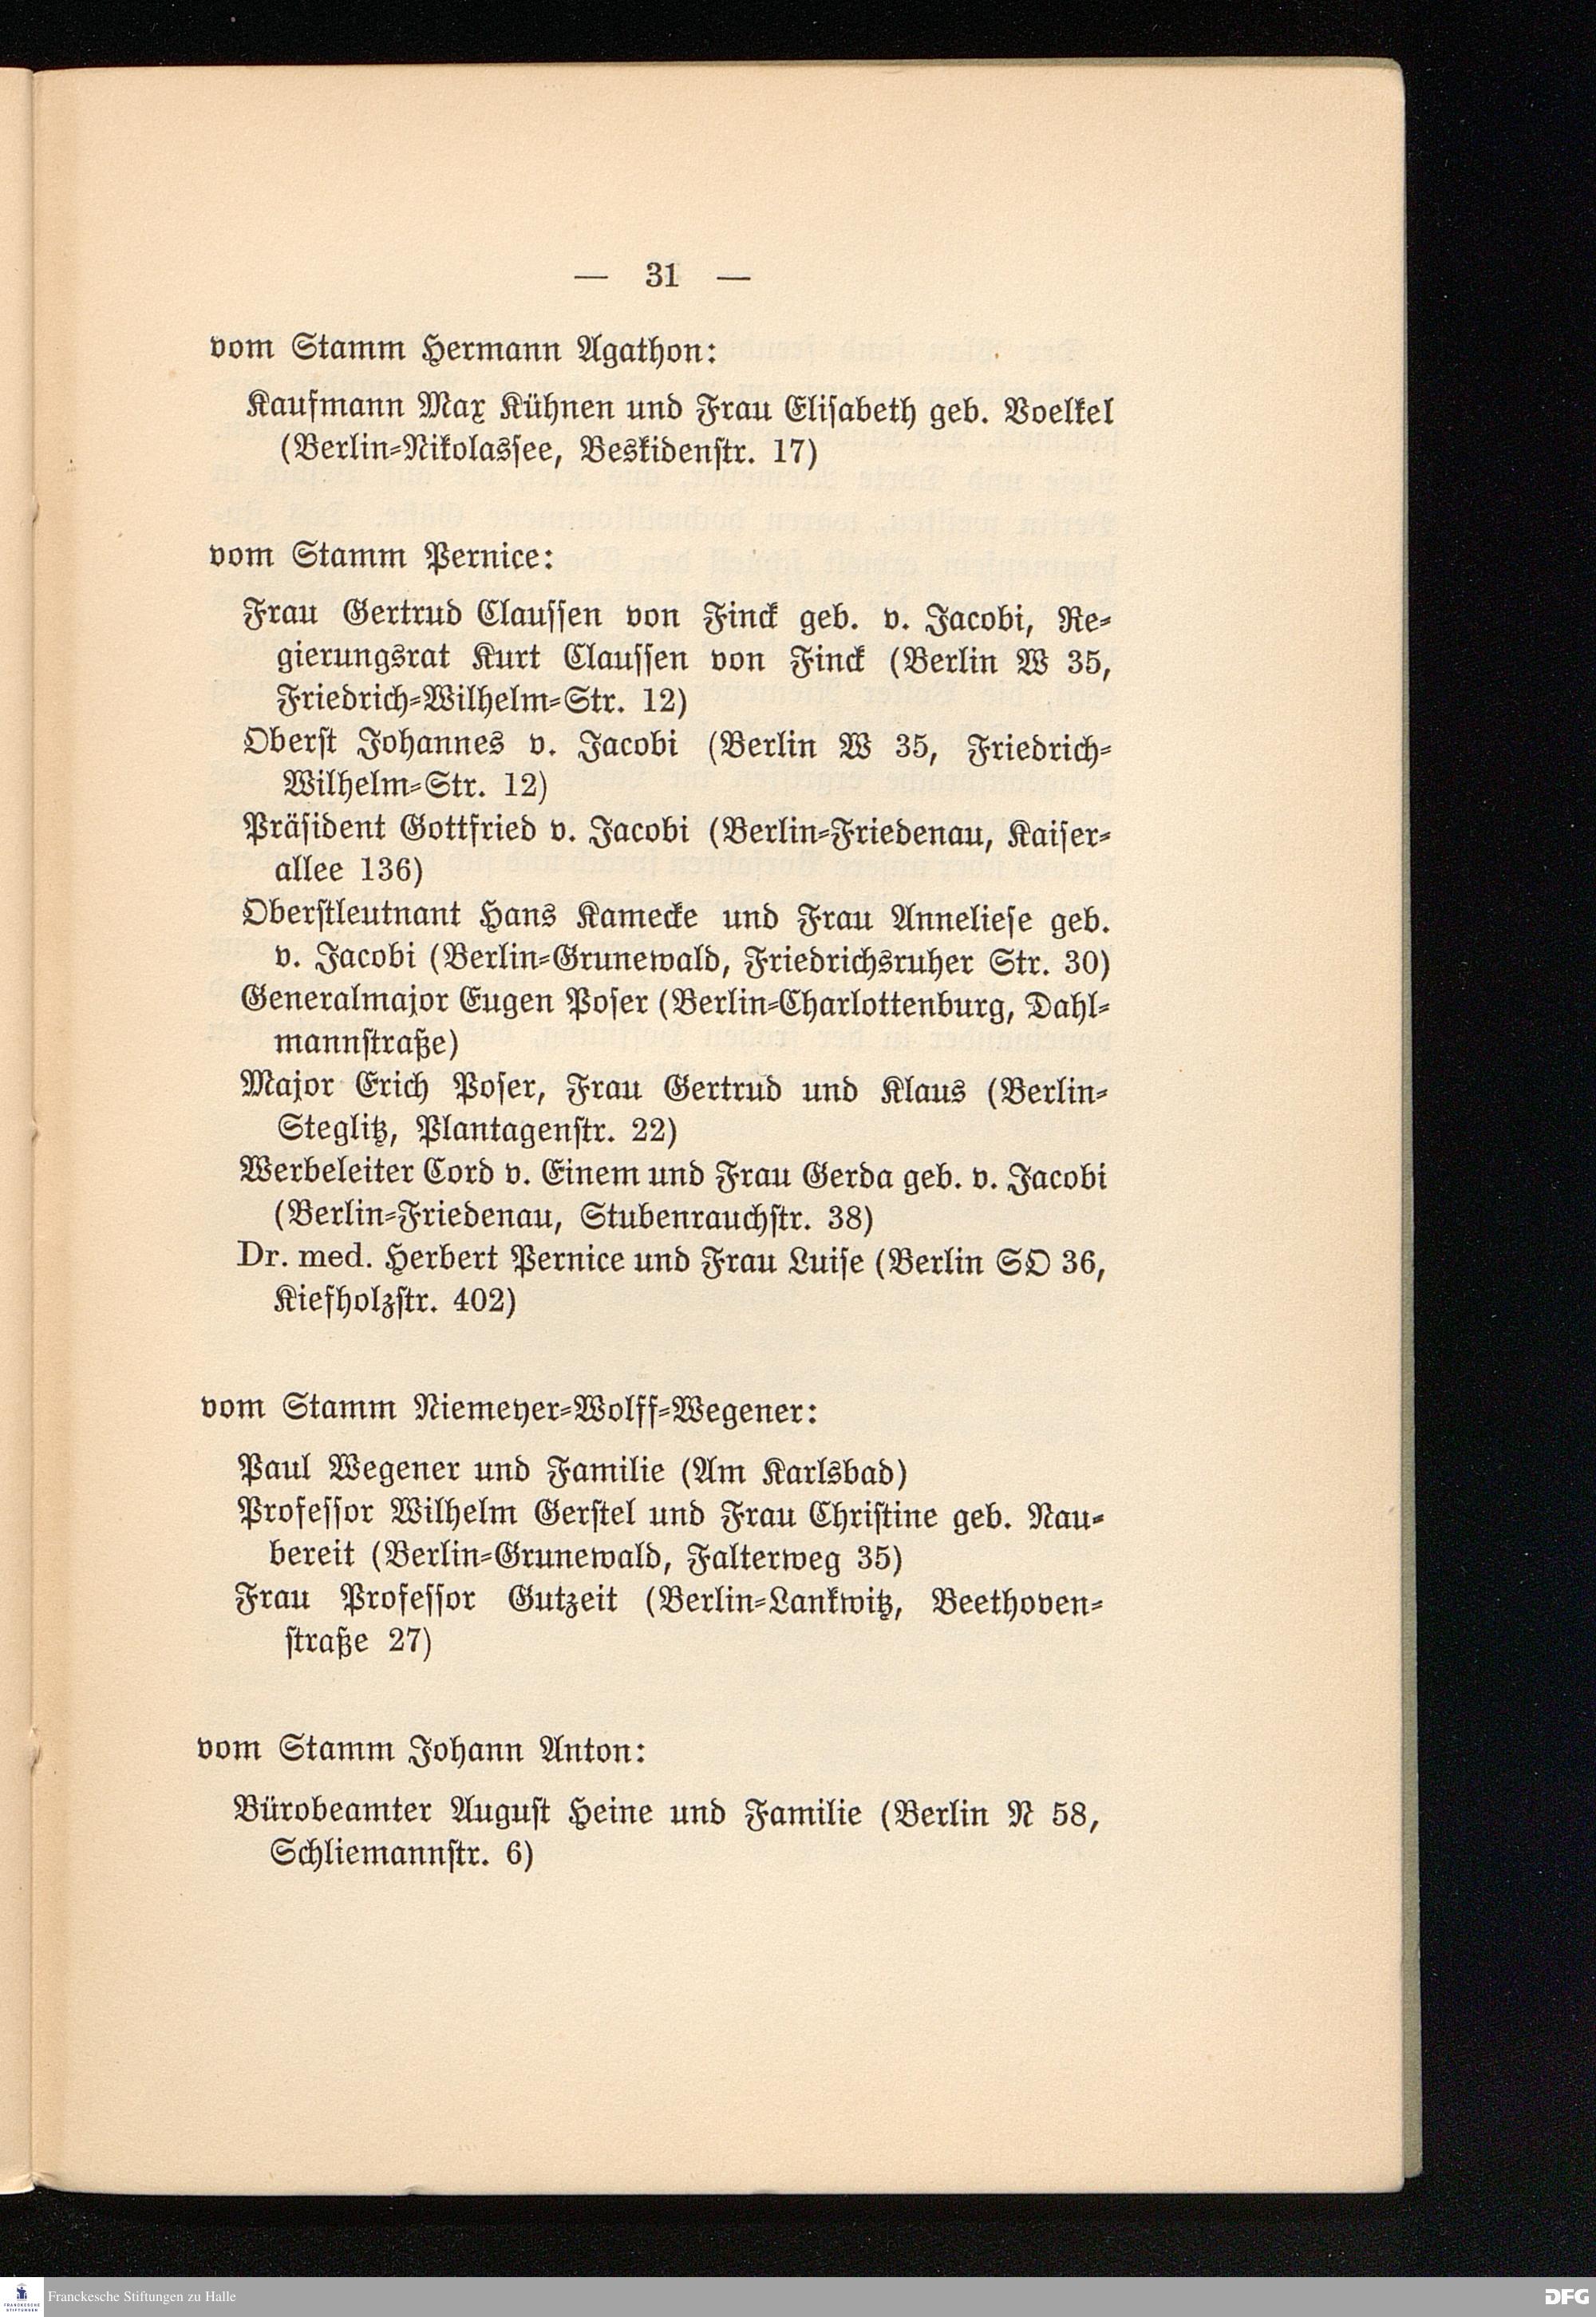 — 31 —
vom Stamm Hermann Agathon:
Kaufmann Max Kühnen und Frau Elisabeth geb. Voelkel
(Berlin-Nikolassee, Beskidenstr. 17)
vom Stamm Pernice:
Frau Gertrud Claussen von Finck geb. v. Jacobi, Re-
gierungsrat Kurt Claussen von Finck (Berlin W 35,
Friedrich-Wilhelm-Str. 12)
Oberst Johannes v. Jacobi (Berlin W 35, Friedrich-
Wilhelm-Str. 12)
Präsident Gottfried v. Jacobi (Berlin-Friedenau, Kaiser-
allee 136)
Oberstleutnant Hans Kamecke und Frau Anneliese geb.
v. Jacobi (Berlin-Grunewald, Friedrichsruher Str. 30)
Generalmajor Eugen Poser (Berlin-Charlottenburg, Dahl-
mannstraße)
Major Erich Poser, Frau Gertrud und Klaus (Berlin-
Steglitz, Plantagenstr. 22)
Werbeleiter Cord v. Einem und Frau Gerda geb. v. Jacobi
(Berlin-Friedenau, Stubenrauchstr. 38)
Dr. med. Herbert Pernice und Frau Luise (Berlin SO 36,
Kiefholzstr. 402)
vom Stamm Niemeyer-Wolff-Wegener:
Paul Wegener und Familie (Am Karlsbad)
Professor Wilhelm Gerstel und Frau Christine geb. Nau-
bereit (Berlin-Grunewald, Falterweg 35)
Frau Professor Gutzeit (Berlin-Lankwitz, Beethoven-
straße 27)
vom Stamm Johann Anton:
Bürobeamter August Heine und Familie (Berlin N 58,
Schliemannstr. 6)
FRANCKESCHE
STIFTUNGEN
Franckesche Stiftungen zu Halle
DFG